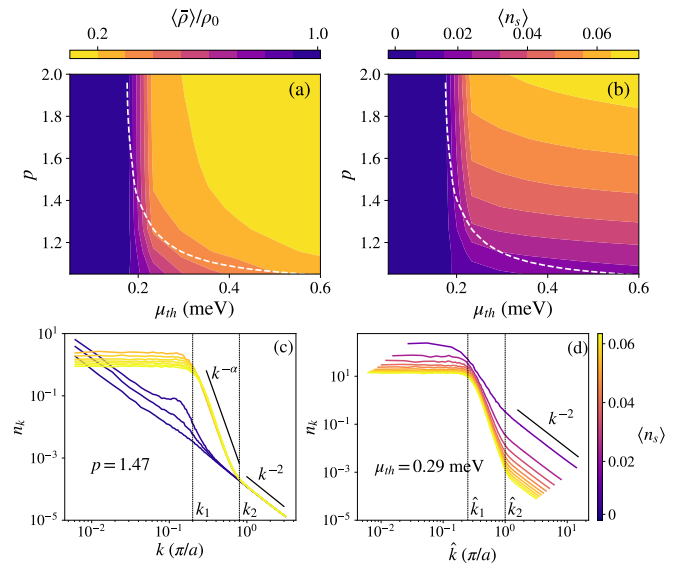 ⟨ρ̄⟩/ρ₀
⟨nₛ⟩
0.2 1.0
0 0.02 0.04 0.06
2.0
1.8
1.6
1.4
1.2
p
(a)
0.2 0.4 0.6
μ_th (meV)
2.0
1.8
1.6
1.4
1.2
p
(b)
0.2 0.4 0.6
μ_th (meV)
10¹
10⁻¹
10⁻³
10⁻⁵
n_k
(c)
k^−α
k⁻²
p = 1.47
k₁
k₂
10⁻² 10⁻¹ 10⁰
k (π/a)
10¹
10⁻¹
10⁻³
10⁻⁵
n_k
(d)
k⁻²
μ_th = 0.29 meV
k̂₁
k̂₂
10⁻² 10⁻¹ 10⁰ 10¹
k̂ (π/a)
0.06
0.04
0.02
0
⟨nₛ⟩